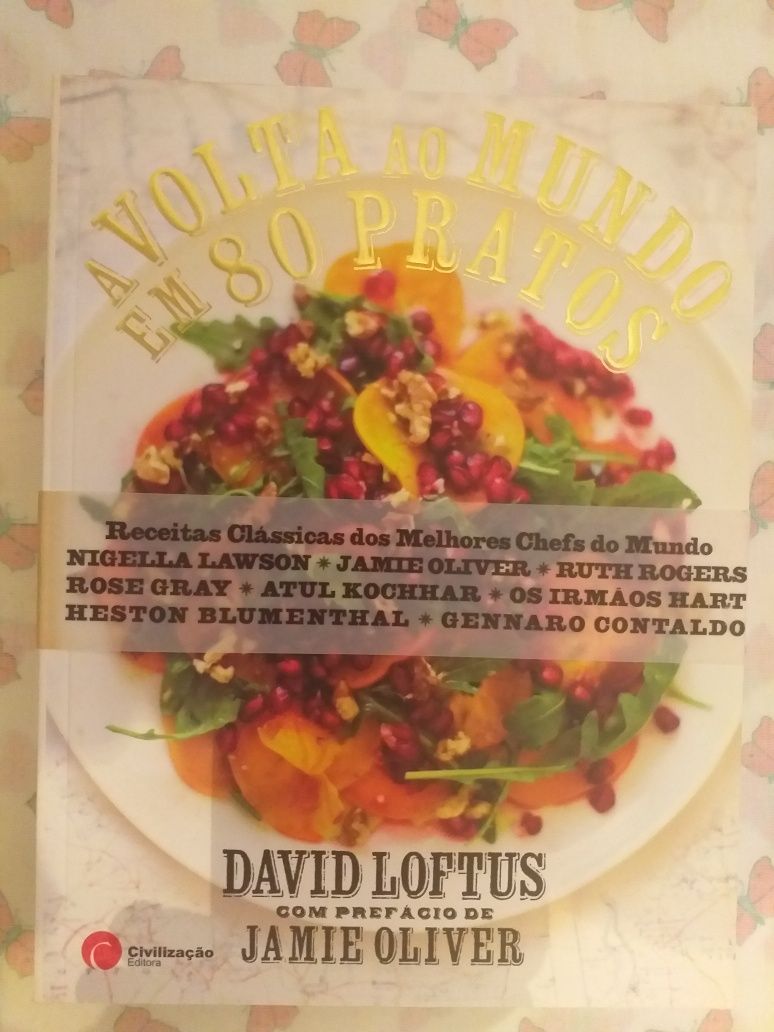 A VOLTA AO MUNDO
EM 80 PRATOS
Receitas Clássicas dos Melhores Chefs do Mundo
NIGELLA LAWSON * JAMIE OLIVER * RUTH ROGERS
ROSE GRAY * ATUL KOCHHAR * OS IRMÃOS HART
HESTON BLUMENTHAL * GENNARO CONTALDO
DAVID LOFTUS
COM PREFÁCIO DE
JAMIE OLIVER
Civilização
Editora